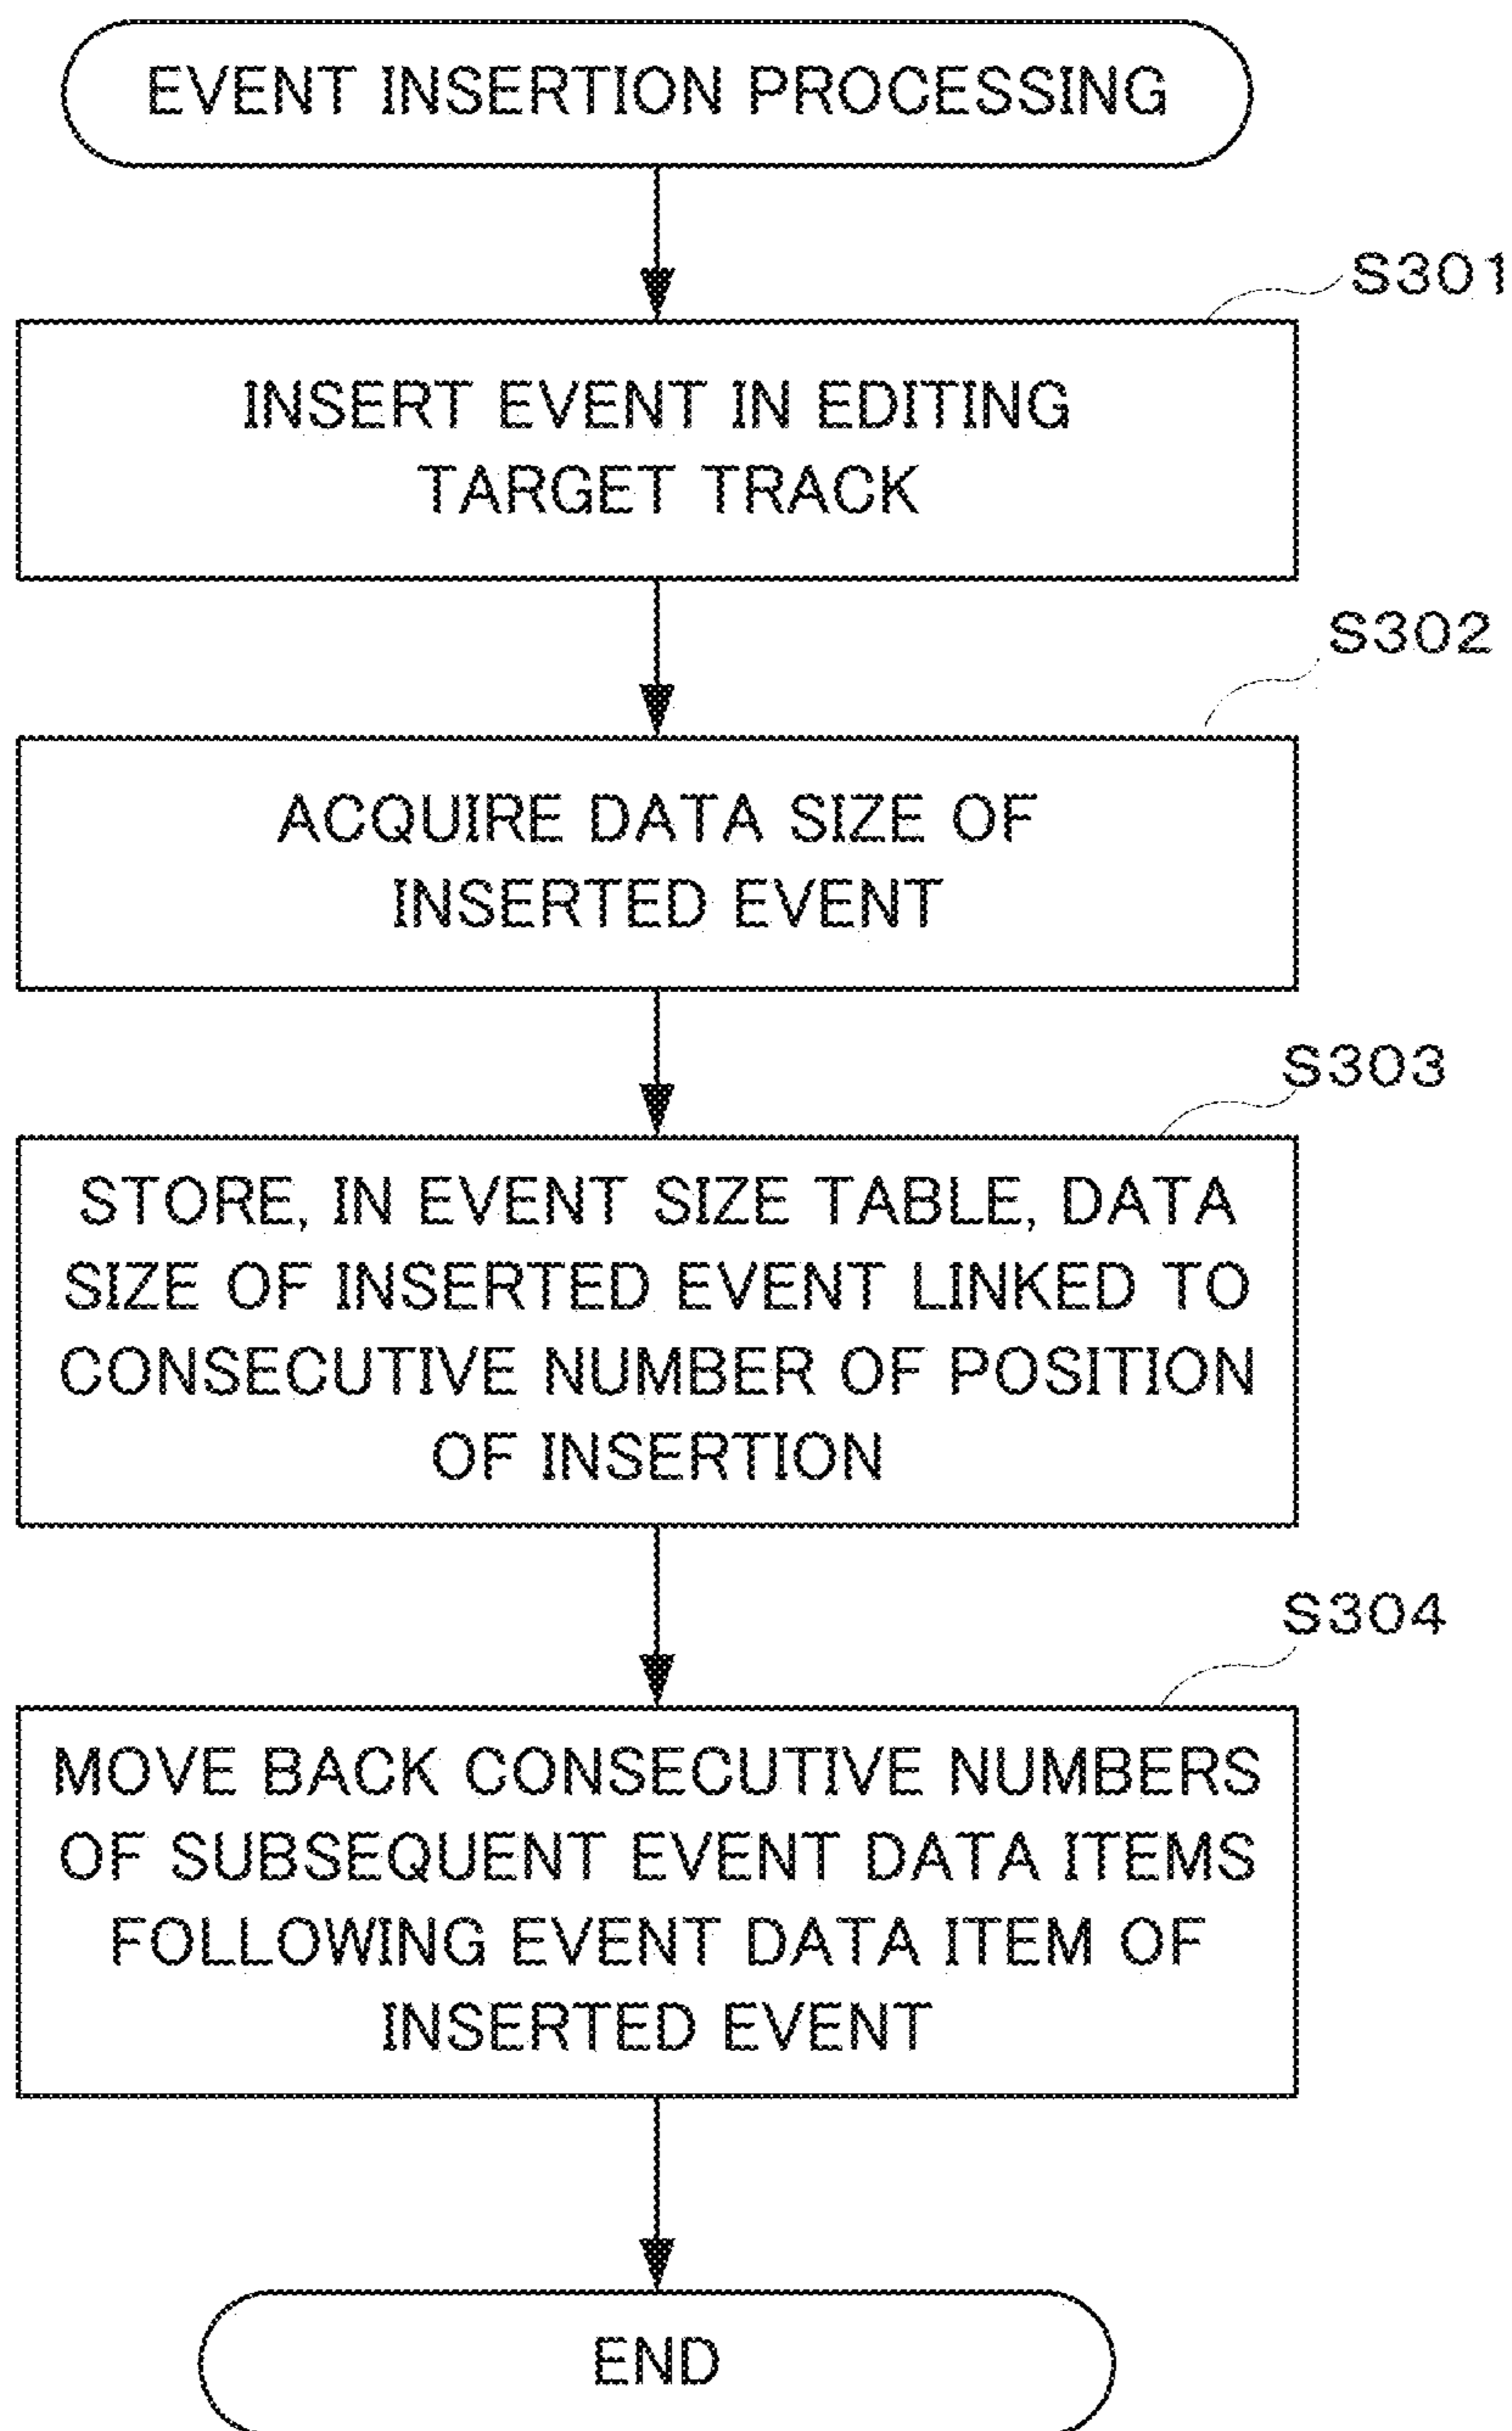 EVENT INSERTION PROCESSING
S301
INSERT EVENT IN EDITING
TARGET TRACK
S302
ACQUIRE DATA SIZE OF
INSERTED EVENT
S303
STORE, IN EVENT SIZE TABLE, DATA
SIZE OF INSERTED EVENT LINKED TO
CONSECUTIVE NUMBER OF POSITION
OF INSERTION
S304
MOVE BACK CONSECUTIVE NUMBERS
OF SUBSEQUENT EVENT DATA ITEMS
FOLLOWING EVENT DATA ITEM OF
INSERTED EVENT
END